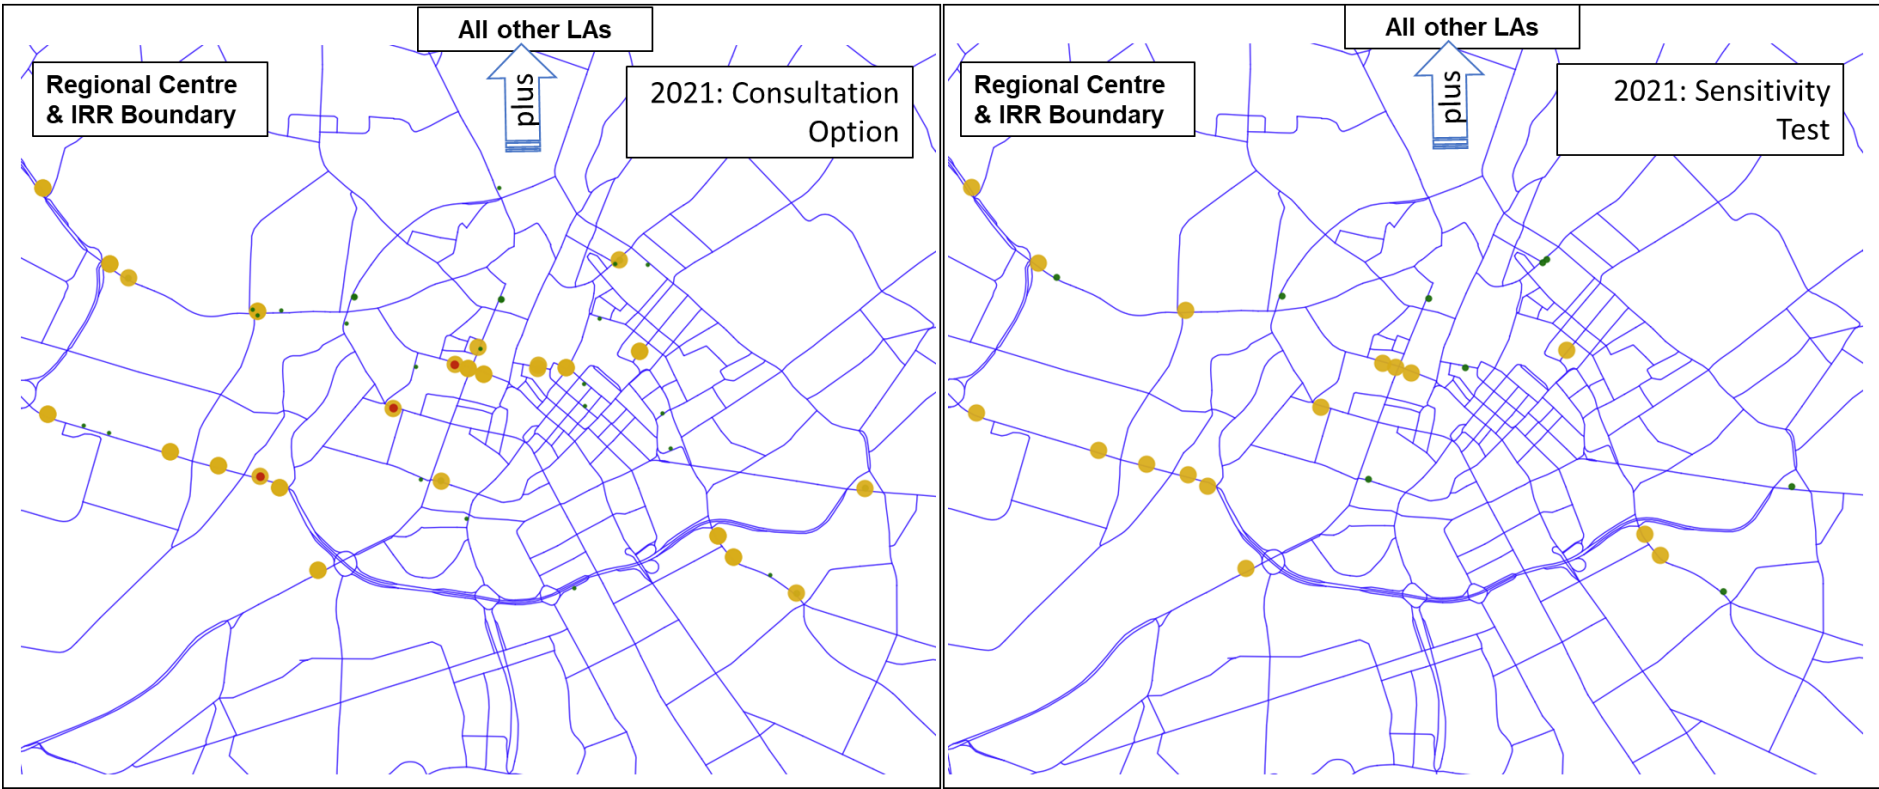 All other LAs
plus
Regional Centre
& IRR Boundary
2021: Consultation
Option
All other LAs
plus
Regional Centre
& IRR Boundary
2021: Sensitivity
Test